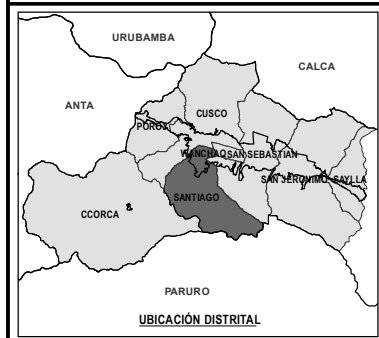 URUBAMBA
CALCA
ANTA
CUSCO
POROY
WANCHAQ
SAN SEBASTIAN
SAN JERONIMO
SAYLLA
SANTIAGO
CCORCA
PARURO
UBICACIÓN DISTRITAL